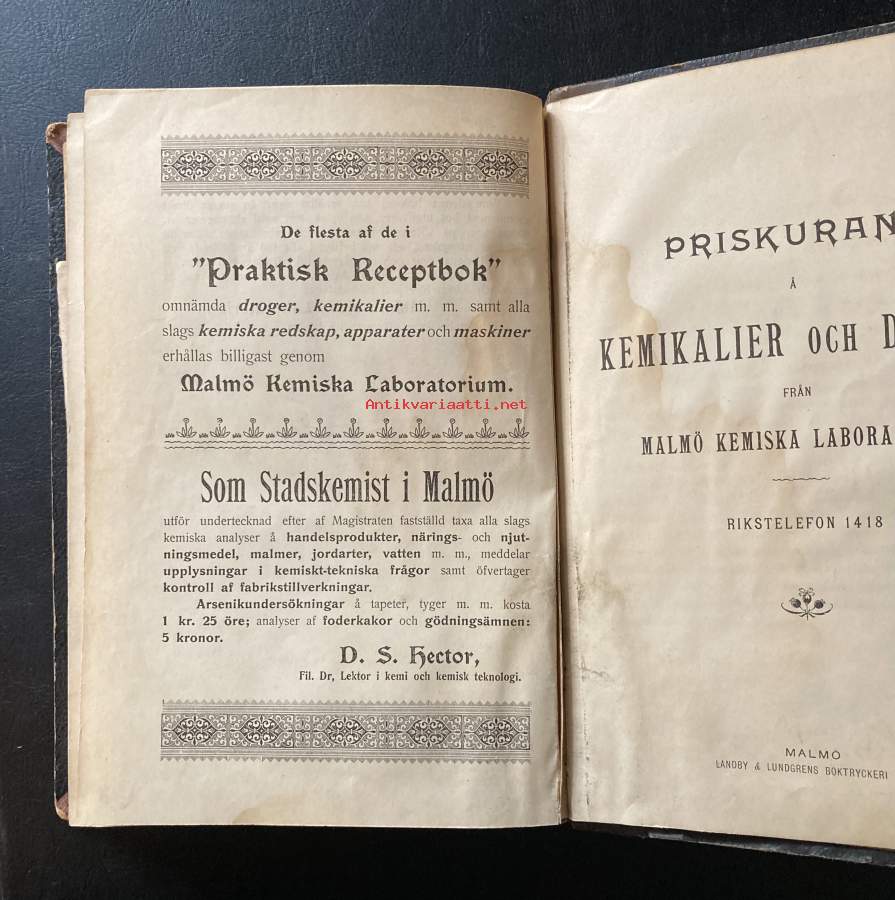 De flesta af de i
"Praktisk Receptbok"
omnämda droger, kemikalier m. m. samt alla
slags kemiska redskap, apparater och maskiner
erhållas billigast genom
Malmö Kemiska Laboratorium.
Antikvariaatti.net
Som Stadskemist i Malmö
utför undertecknad efter af Magistraten fastställd taxa alla slags
kemiska analyser å handelsprodukter, närings- och njut-
ningsmedel, malmer, jordarter, vatten m. m., meddelar
upplysningar i kemiskt-tekniska frågor samt öfvertager
kontroll af fabrikstillverkningar.
Arsenikundersökningar å tapeter, tyger m. m. kosta
1 kr. 25 öre; analyser af foderkakor och gödningsämnen:
5 kronor.
D. S. Hector,
Fil. Dr, Lektor i kemi och kemisk teknologi.
PRISKURAN
Å
KEMIKALIER OCH D
FRÅN
MALMÖ KEMISKA LABORA
RIKSTELEFON 1418
MALMÖ
LANDBY & LUNDGRENS BOKTRYCKERI